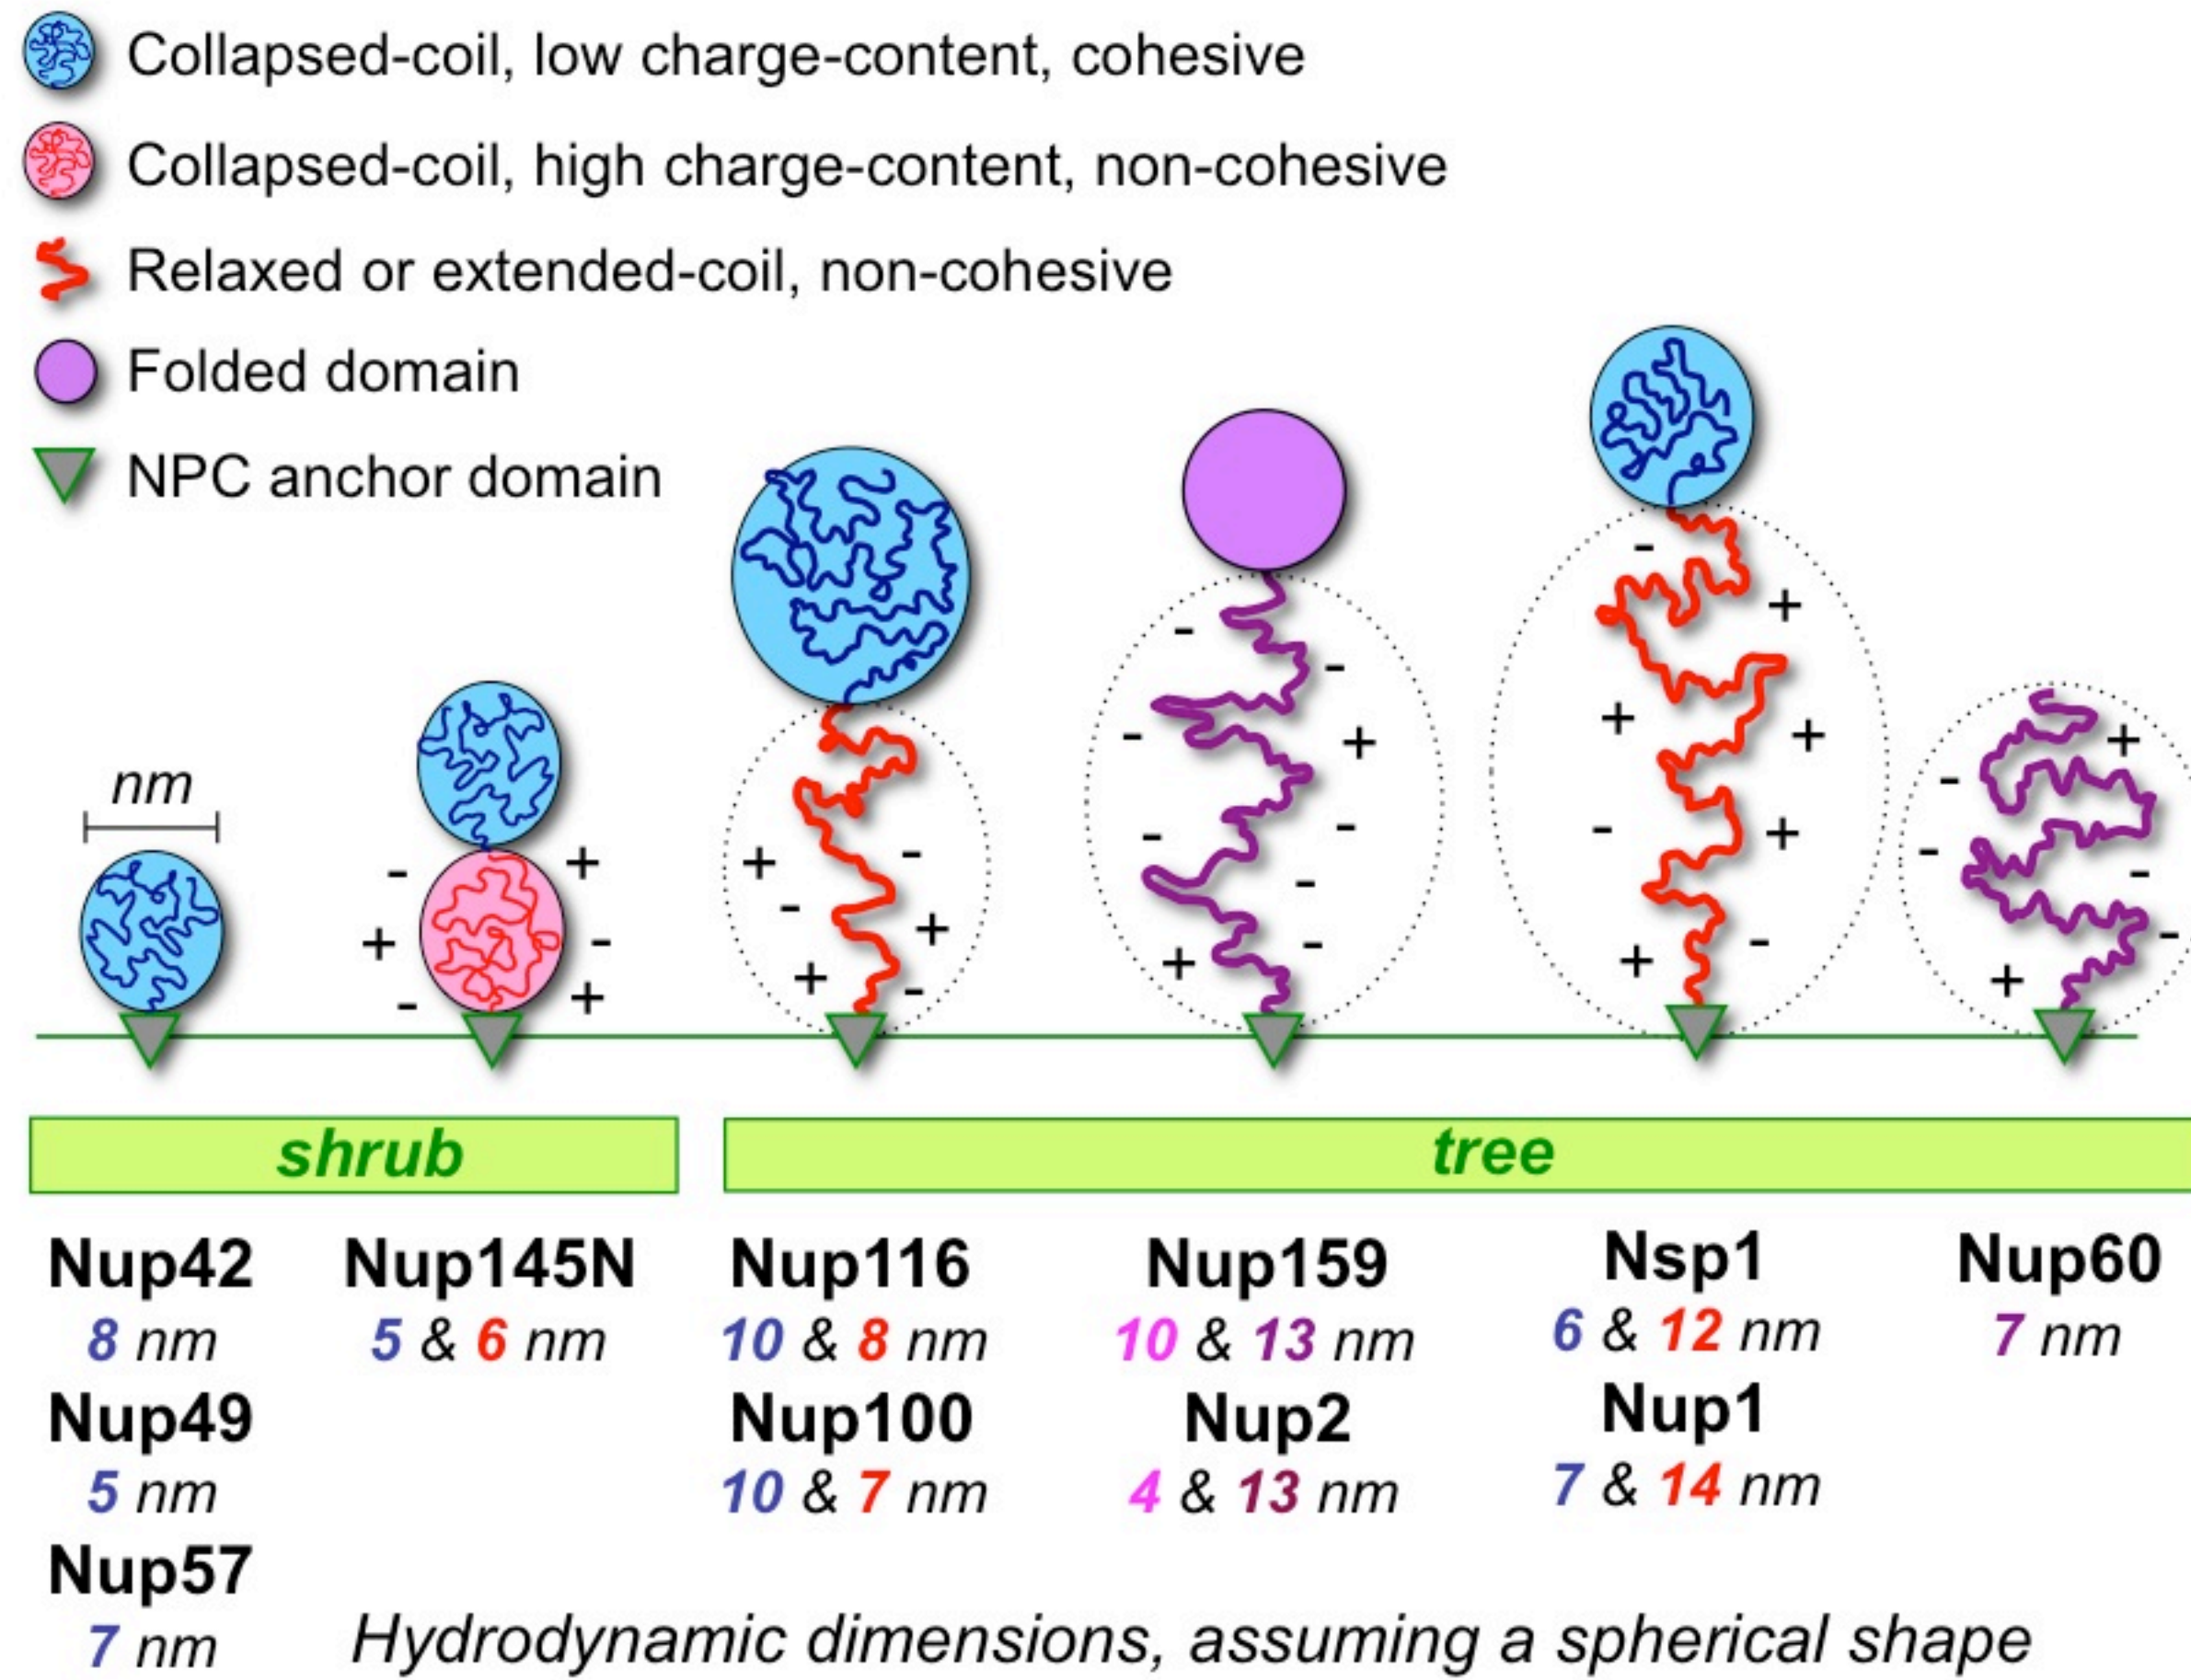 Collapsed-coil, low charge-content, cohesive
Collapsed-coil, high charge-content, non-cohesive
Relaxed or extended-coil, non-cohesive
Folded domain
NPC anchor domain
nm
shrub
tree
Nup42
8 nm
Nup49
5 nm
Nup57
7 nm
Nup145N
5 & 6 nm
Nup116
10 & 8 nm
Nup100
10 & 7 nm
Nup159
10 & 13 nm
Nup2
4 & 13 nm
Nsp1
6 & 12 nm
Nup1
7 & 14 nm
Nup60
7 nm
Hydrodynamic dimensions, assuming a spherical shape